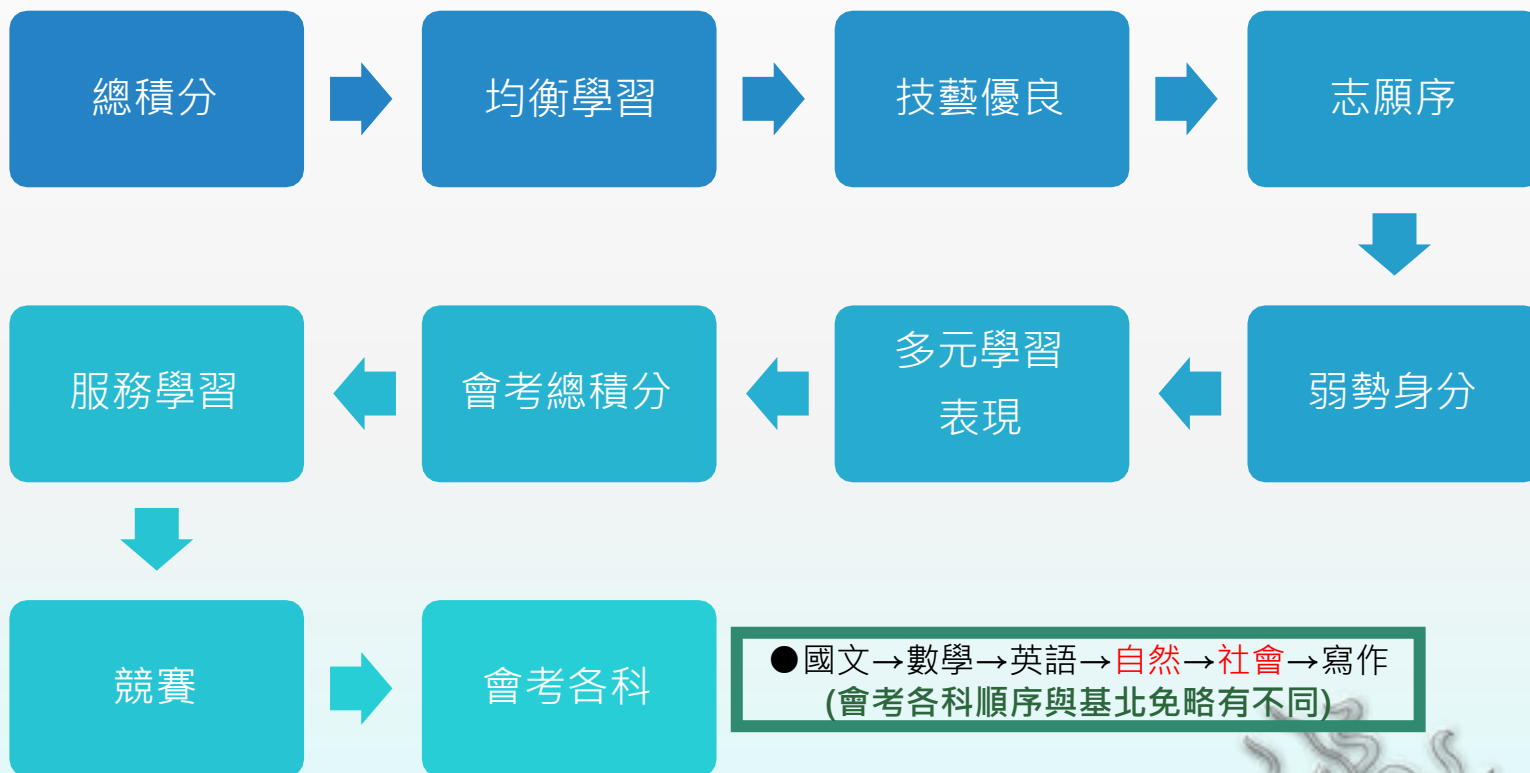 總積分
均衡學習
技藝優良
志願序
弱勢身分
多元學習
表現
會考總積分
服務學習
競賽
會考各科
●國文→數學→英語→自然→社會→寫作
(會考各科順序與基北免略有不同)